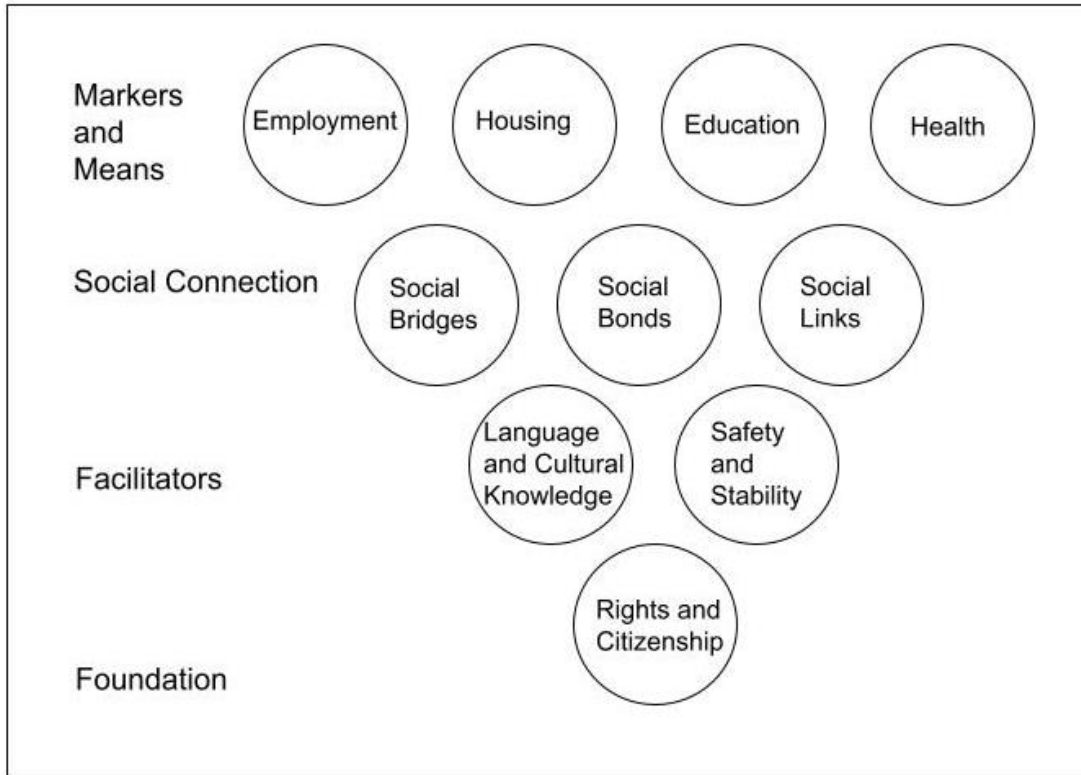 Markers
and
Means
Employment
Housing
Education
Health
Social Connection
Social
Bridges
Social
Bonds
Social
Links
Facilitators
Language
and Cultural
Knowledge
Safety
and
Stability
Foundation
Rights and
Citizenship